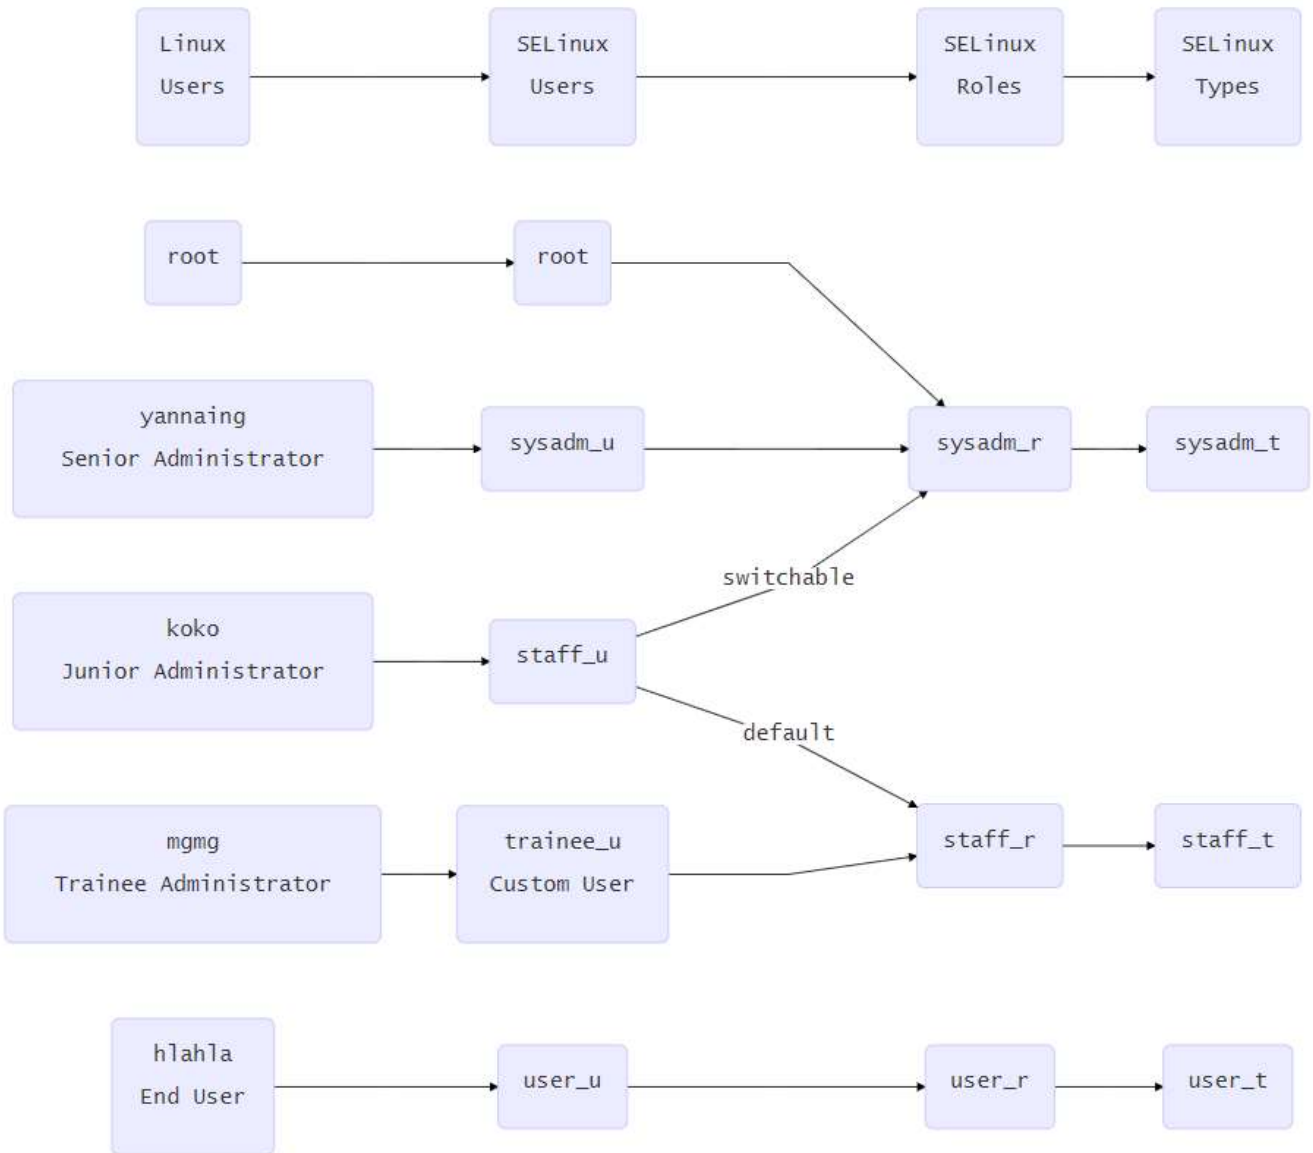 Linux
Users
SELinux
Users
SELinux
Roles
SELinux
Types
root
root
yannaing
Senior Administrator
sysadm_u
sysadm_r
sysadm_t
switchable
koko
Junior Administrator
staff_u
default
mgmg
Trainee Administrator
trainee_u
Custom User
staff_r
staff_t
hlahla
End User
user_u
user_r
user_t